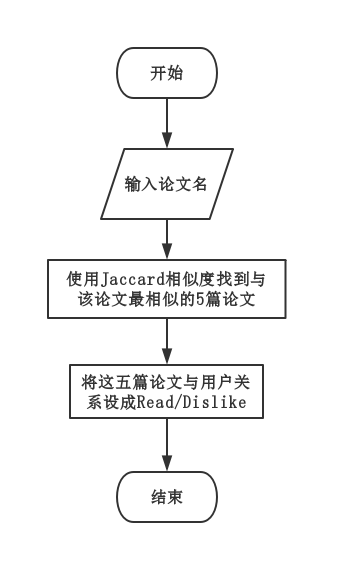 开始
输入论文名
使用Jaccard相似度找到与
该论文最相似的5篇论文
将这五篇论文与用户关
系设成Read/Dislike
结束